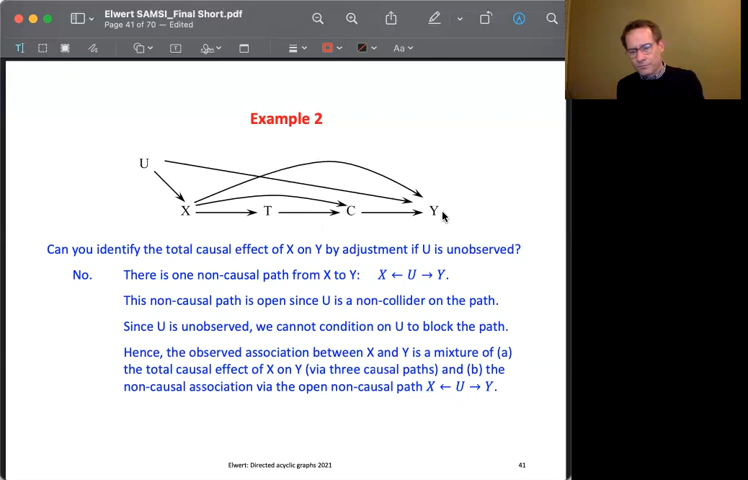 Elwert SAMSI_Final Short.pdf
Page 41 of 70 — Edited
Aa
Example 2
U
X T C Y
Can you identify the total causal effect of X on Y by adjustment if U is unobserved?
No. There is one non-causal path from X to Y: X ← U → Y.
This non-causal path is open since U is a non-collider on the path.
Since U is unobserved, we cannot condition on U to block the path.
Hence, the observed association between X and Y is a mixture of (a)
the total causal effect of X on Y (via three causal paths) and (b) the
non-causal association via the open non-causal path X ← U → Y.
Elwert: Directed acyclic graphs 2021 41